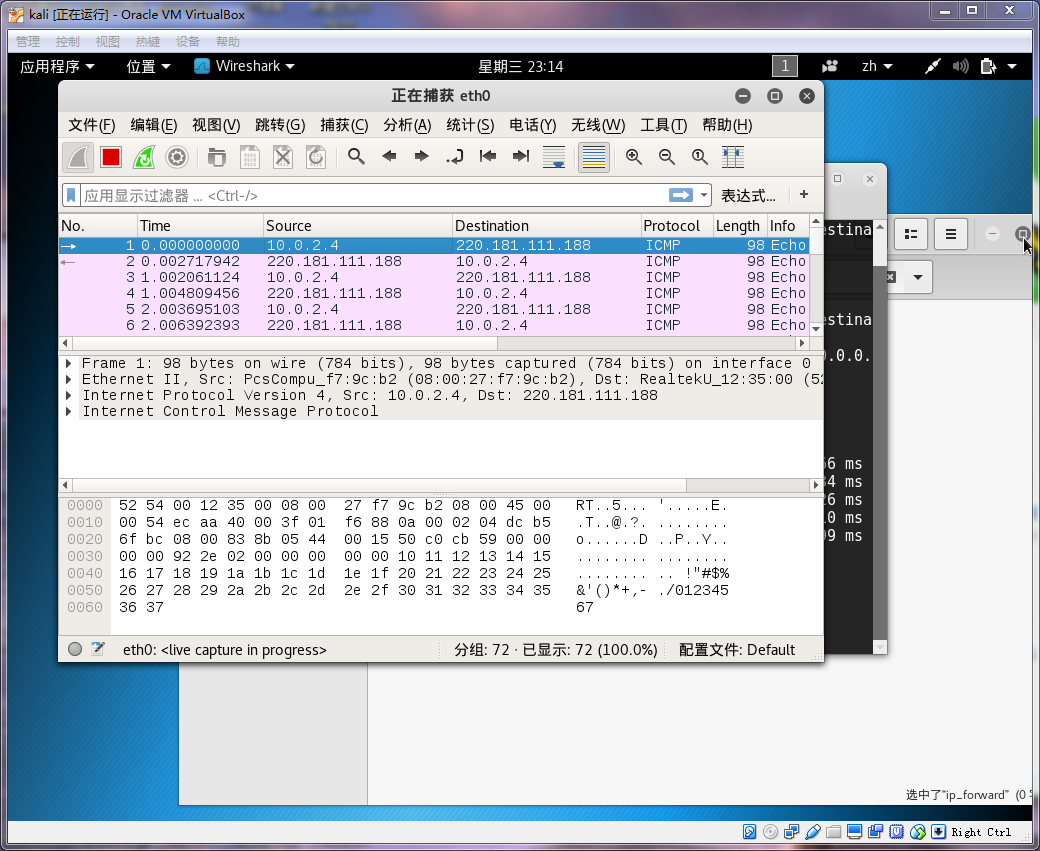 kali [正在运行] - Oracle VM VirtualBox
管理 控制 视图 热键 设备 帮助
应用程序 位置 Wireshark 星期三 23:14 1 zh
正在捕获 eth0
文件(F) 编辑(E) 视图(V) 跳转(G) 捕获(C) 分析(A) 统计(S) 电话(Y) 无线(W) 工具(T) 帮助(H)
应用显示过滤器 ... <Ctrl-/> 表达式... +
No. Time Source Destination Protocol Length Info
1 0.000000000 10.0.2.4 220.181.111.188 ICMP 98 Echo
2 0.002717942 220.181.111.188 10.0.2.4 ICMP 98 Echo
3 1.002061124 10.0.2.4 220.181.111.188 ICMP 98 Echo
4 1.004809456 220.181.111.188 10.0.2.4 ICMP 98 Echo
5 2.003695103 10.0.2.4 220.181.111.188 ICMP 98 Echo
6 2.006392393 220.181.111.188 10.0.2.4 ICMP 98 Echo
Frame 1: 98 bytes on wire (784 bits), 98 bytes captured (784 bits) on interface 0
Ethernet II, Src: PcsCompu_f7:9c:b2 (08:00:27:f7:9c:b2), Dst: RealtekU_12:35:00 (52
Internet Protocol Version 4, Src: 10.0.2.4, Dst: 220.181.111.188
Internet Control Message Protocol
0000 52 54 00 12 35 00 08 00 27 f7 9c b2 08 00 45 00 RT..5... '.....E.
0010 00 54 ec aa 40 00 3f 01 f6 88 0a 00 02 04 dc b5 .T..@.?. ........
0020 6f bc 08 00 83 8b 05 44 00 15 50 c0 cb 59 00 00 o......D ..P..Y..
0030 00 00 92 2e 02 00 00 00 00 00 10 11 12 13 14 15 ........ ........
0040 16 17 18 19 1a 1b 1c 1d 1e 1f 20 21 22 23 24 25 ........ .. !"#$%
0050 26 27 28 29 2a 2b 2c 2d 2e 2f 30 31 32 33 34 35 &'()*+,- ./012345
0060 36 37 67
eth0: <live capture in progress> 分组: 72 · 已显示: 72 (100.0%) 配置文件: Default
estina
estina
.0.0.
6 ms
4 ms
6 ms
0 ms
9 ms
选中了"ip_forward" (0
Right Ctrl